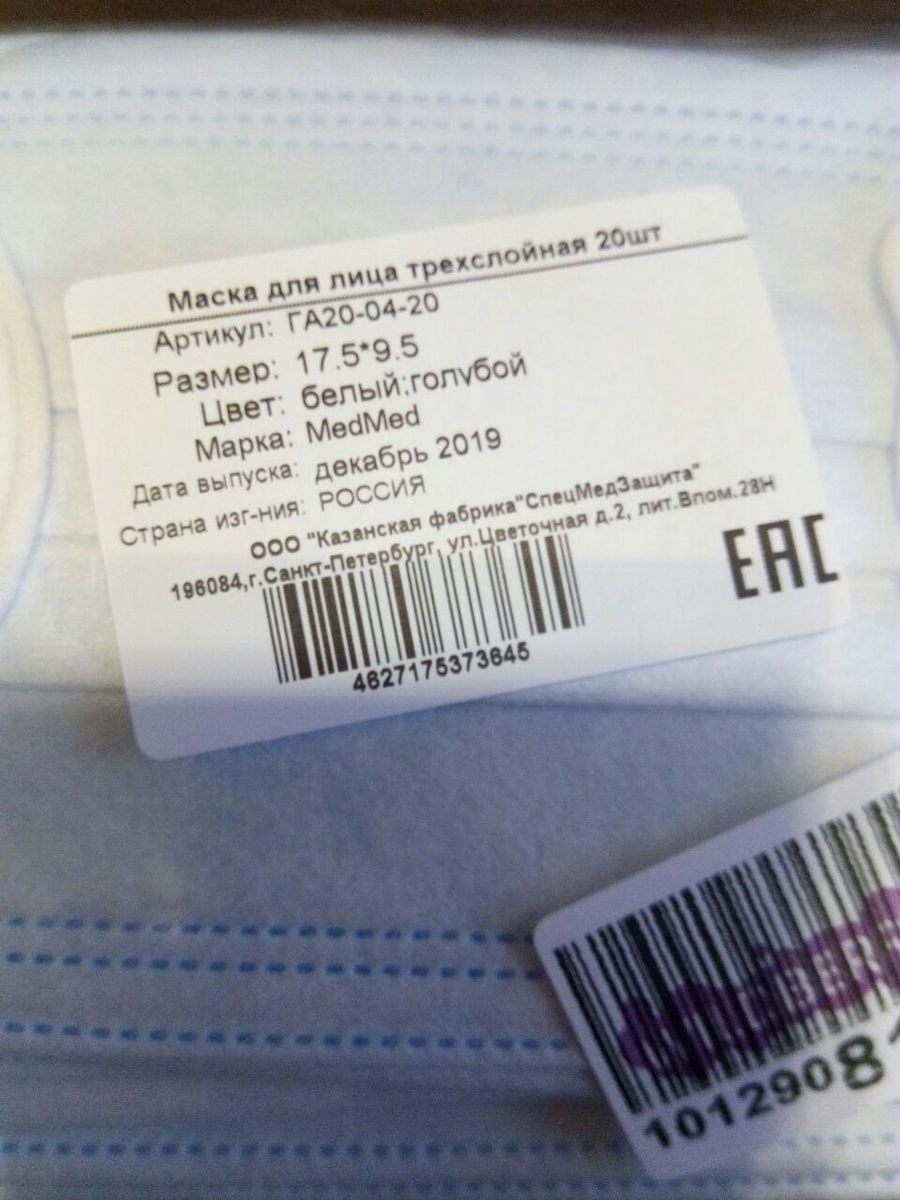 Маска для лица трехслойная 20шт
Артикул: ГА20-04-20
Размер: 17.5*9.5
Цвет: белый;голубой
Марка: MedMed
Дата выпуска: декабрь 2019
Страна изг-ния: РОССИЯ
ООО "Казанская фабрика"СпецМедЗащита"
196084,г.Санкт-Петербург, ул.Цветочная д.2, лит.Впом.28Н
EAC
4627175373645
1012908